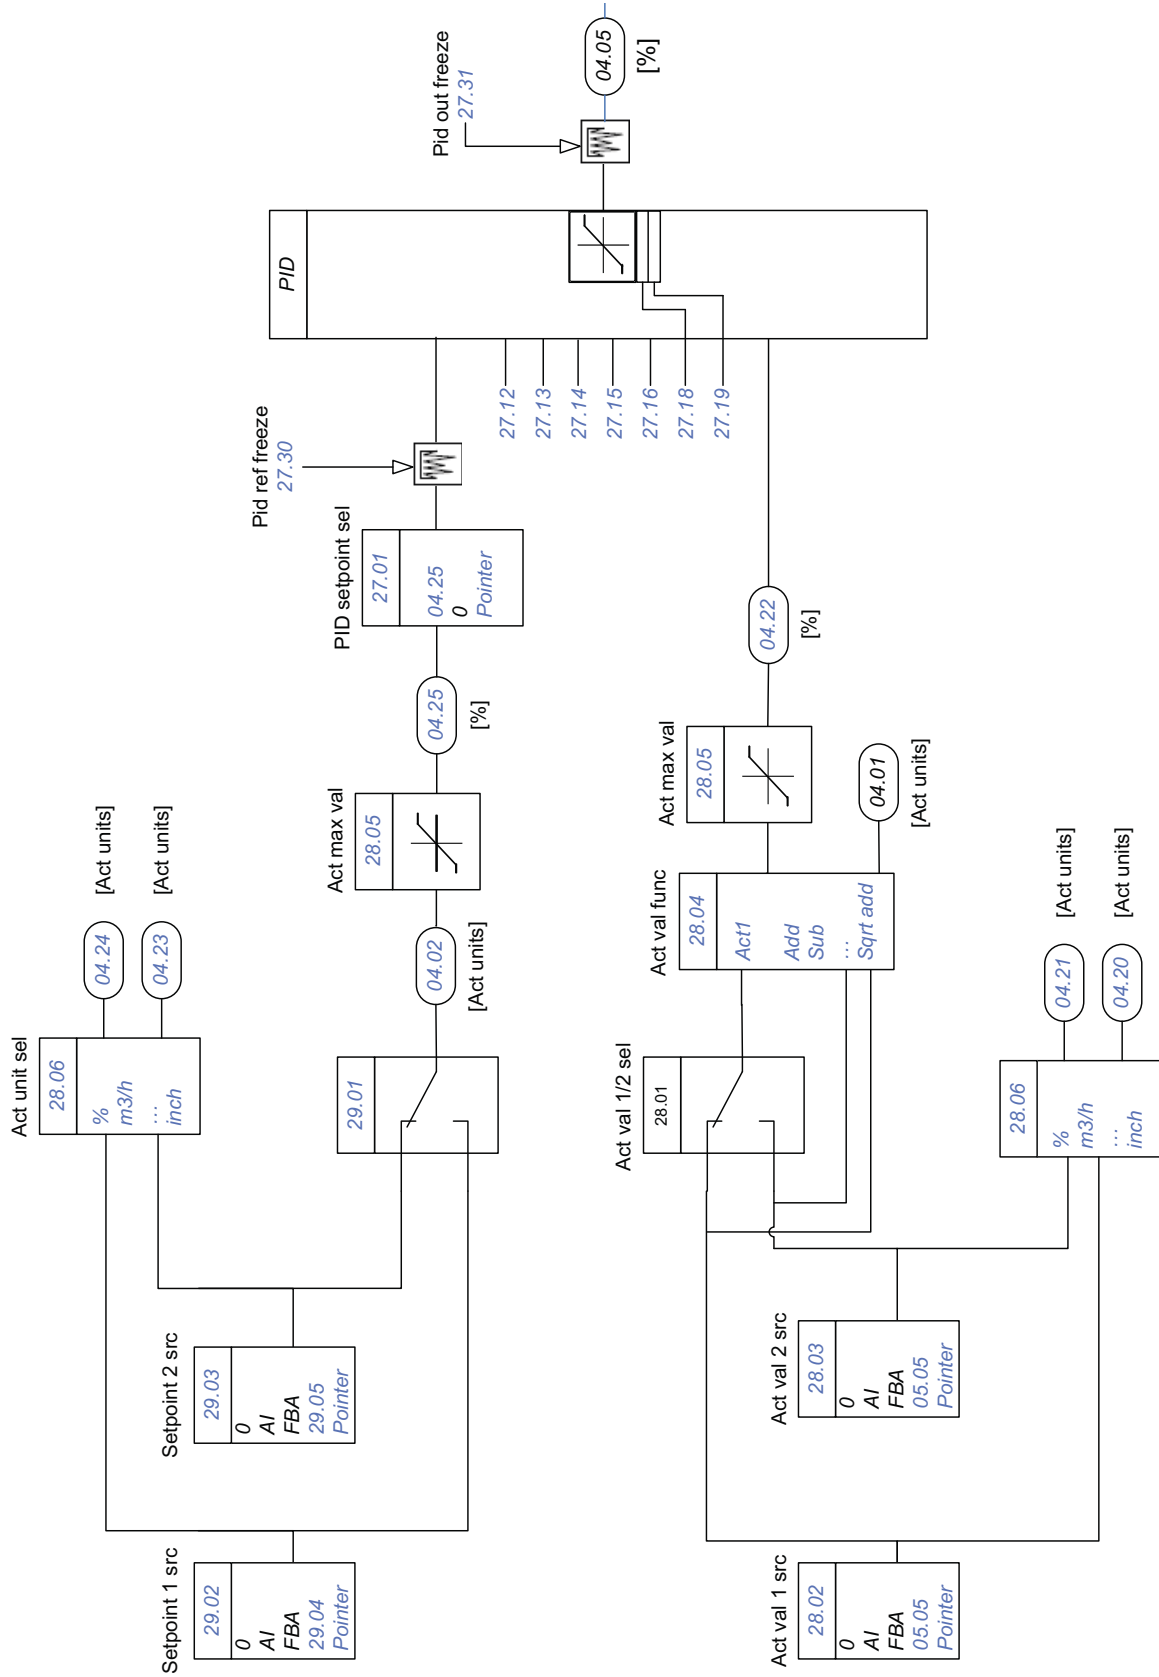 Setpoint 1 src
29.02
0
AI
FBA
29.04
Pointer
Setpoint 2 src
29.03
0
AI
FBA
29.05
Pointer
Act unit sel
28.06
%
m3/h
...
inch
04.24
[Act units]
04.23
[Act units]
29.01
04.02
[Act units]
Act max val
28.05
04.25
[%]
PID setpoint sel
27.01
04.25
0
Pointer
Pid ref freeze
27.30
PID
27.12
27.13
27.14
27.15
27.16
27.18
27.19
Pid out freeze
27.31
04.05
[%]
Act val 1 src
28.02
0
AI
FBA
05.05
Pointer
Act val 2 src
28.03
0
AI
FBA
05.05
Pointer
Act val 1/2 sel
28.01
Act val func
28.04
Act1
Add
Sub
...
Sqrt add
Act max val
28.05
04.22
[%]
04.01
[Act units]
28.06
%
m3/h
...
inch
04.21
[Act units]
04.20
[Act units]